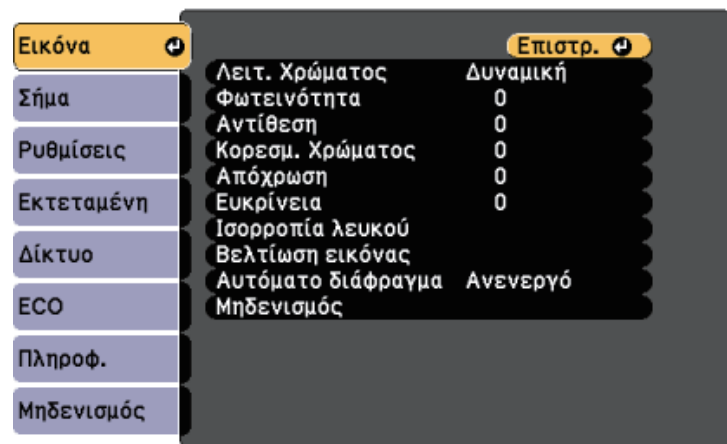 Εικόνα
Σήμα
Ρυθμίσεις
Εκτεταμένη
Δίκτυο
ECO
Πληροφ.
Μηδενισμός
Επιστρ.
Λειτ. Χρώματος Δυναμική
Φωτεινότητα 0
Αντίθεση 0
Κορεσμ. Χρώματος 0
Απόχρωση 0
Ευκρίνεια 0
Ισορροπία λευκού
Βελτίωση εικόνας
Αυτόματο διάφραγμα Ανενεργό
Μηδενισμός